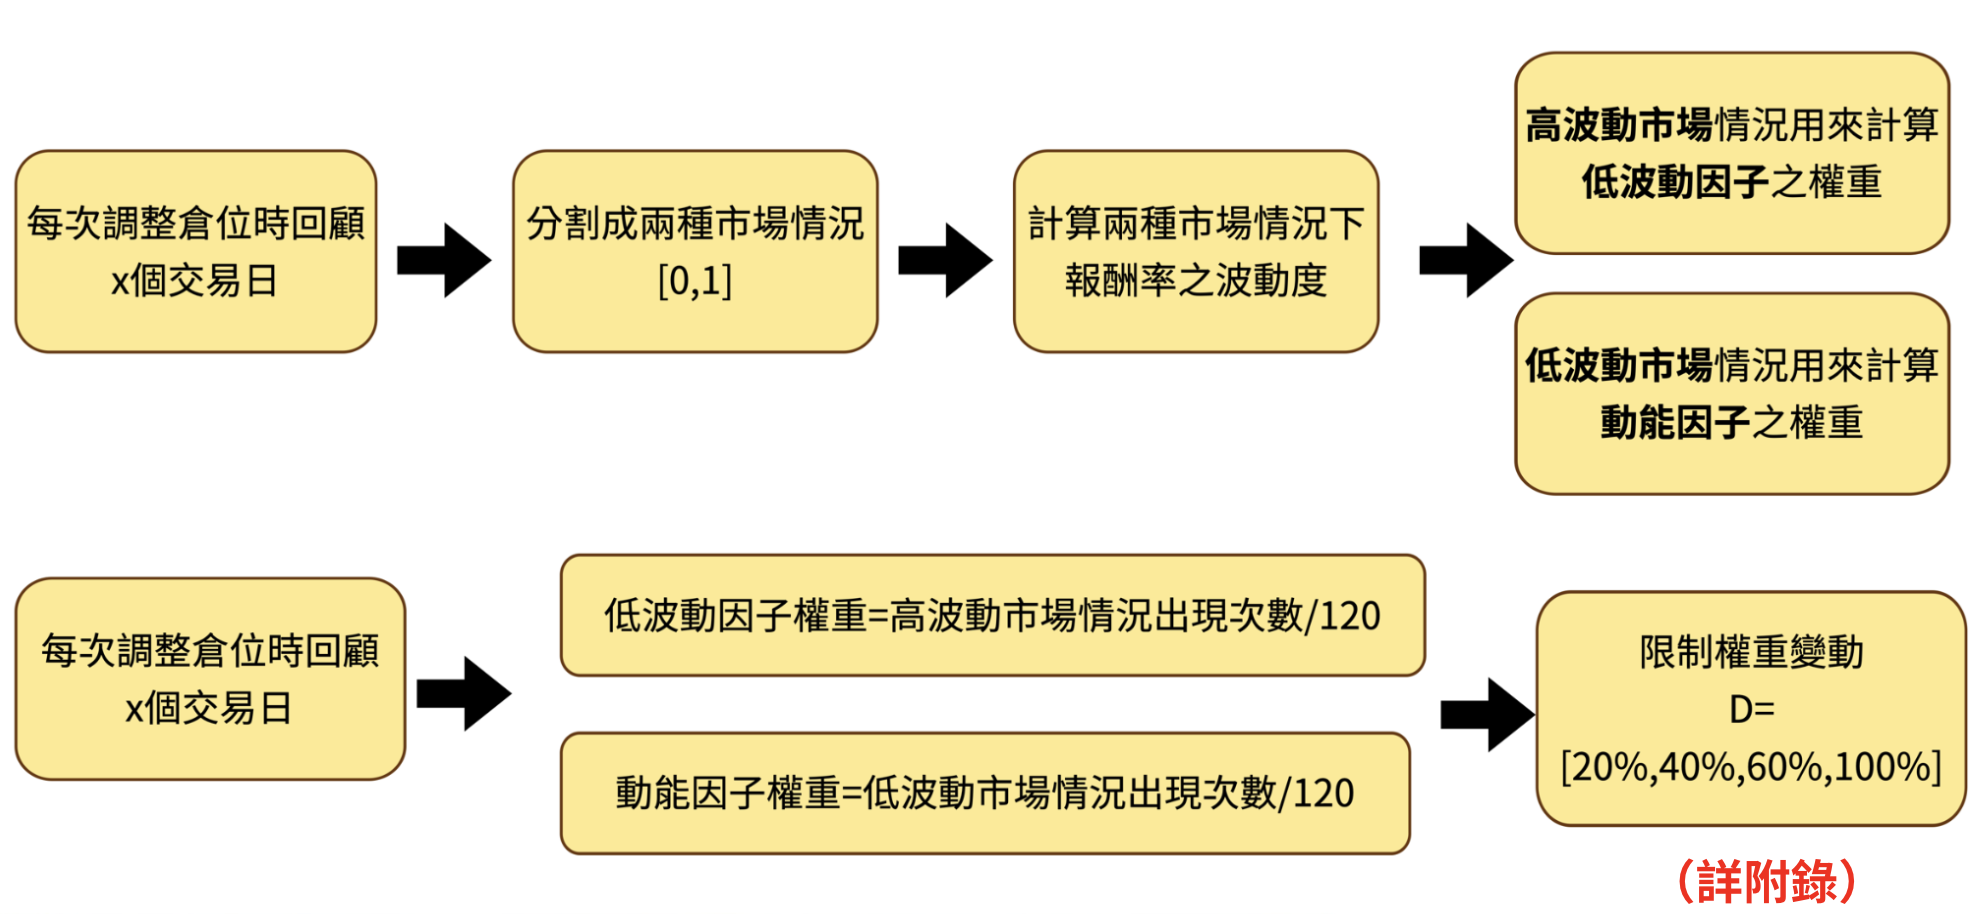 每次調整倉位時回顧
x個交易日
分割成兩種市場情況
[0,1]
計算兩種市場情況下
報酬率之波動度
高波動市場情況用來計算
低波動因子之權重
低波動市場情況用來計算
動能因子之權重
每次調整倉位時回顧
x個交易日
低波動因子權重=高波動市場情況出現次數/120
動能因子權重=低波動市場情況出現次數/120
限制權重變動
D=
[20%,40%,60%,100%]
（詳附錄）